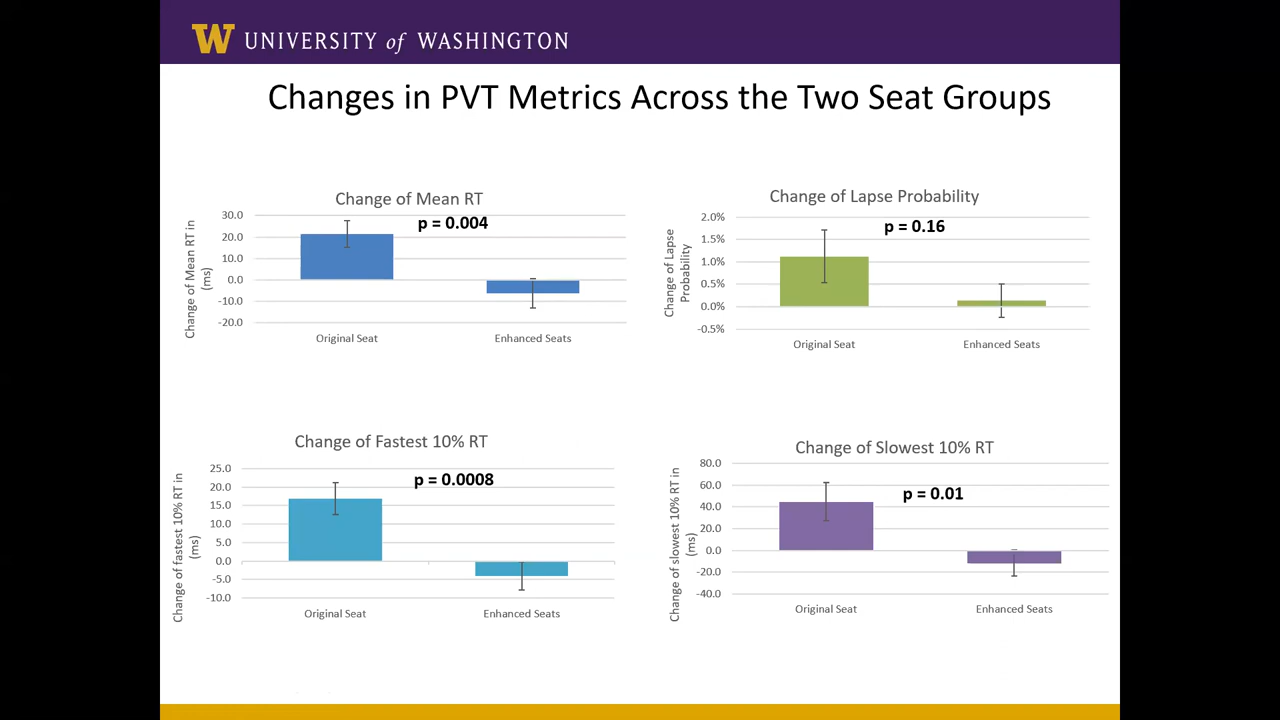 W UNIVERSITY of WASHINGTON
Changes in PVT Metrics Across the Two Seat Groups
Change of Mean RT
p = 0.004
Change of Mean RT in
(ms)
30.0
20.0
10.0
0.0
-10.0
-20.0
Original Seat
Enhanced Seats
Change of Lapse Probability
p = 0.16
Change of Lapse
Probability
2.0%
1.5%
1.0%
0.5%
0.0%
-0.5%
Original Seat
Enhanced Seats
Change of Fastest 10% RT
p = 0.0008
Change of fastest 10% RT in
(ms)
25.0
20.0
15.0
10.0
5.0
0.0
-5.0
-10.0
Original Seat
Enhanced Seats
Change of Slowest 10% RT
p = 0.01
Change of slowest 10% RT in
(ms)
80.0
60.0
40.0
20.0
0.0
-20.0
-40.0
Original Seat
Enhanced Seats